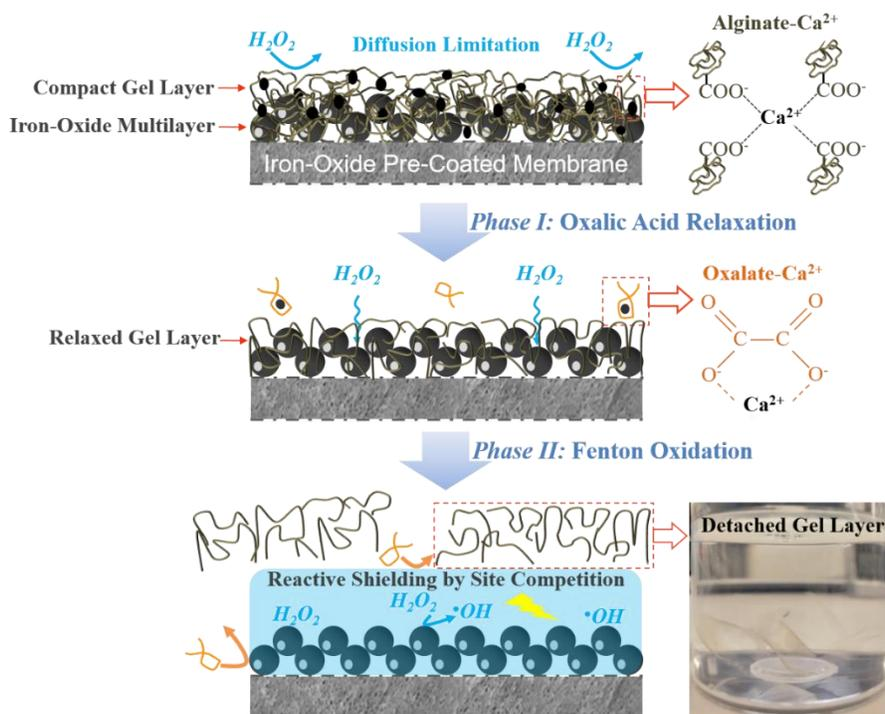 H₂O₂ Diffusion Limitation H₂O₂
Alginate-Ca²⁺
Compact Gel Layer
Iron-Oxide Multilayer
Iron-Oxide Pre-Coated Membrane
COO⁻ COO⁻
Ca²⁺
COO⁻ COO⁻
Phase I: Oxalic Acid Relaxation
H₂O₂ H₂O₂
Oxalate-Ca²⁺
Relaxed Gel Layer
O O
C C
O⁻ O⁻
Ca²⁺
Phase II: Fenton Oxidation
Detached Gel Layer
Reactive Shielding by Site Competition
H₂O₂ H₂O₂ •OH •OH